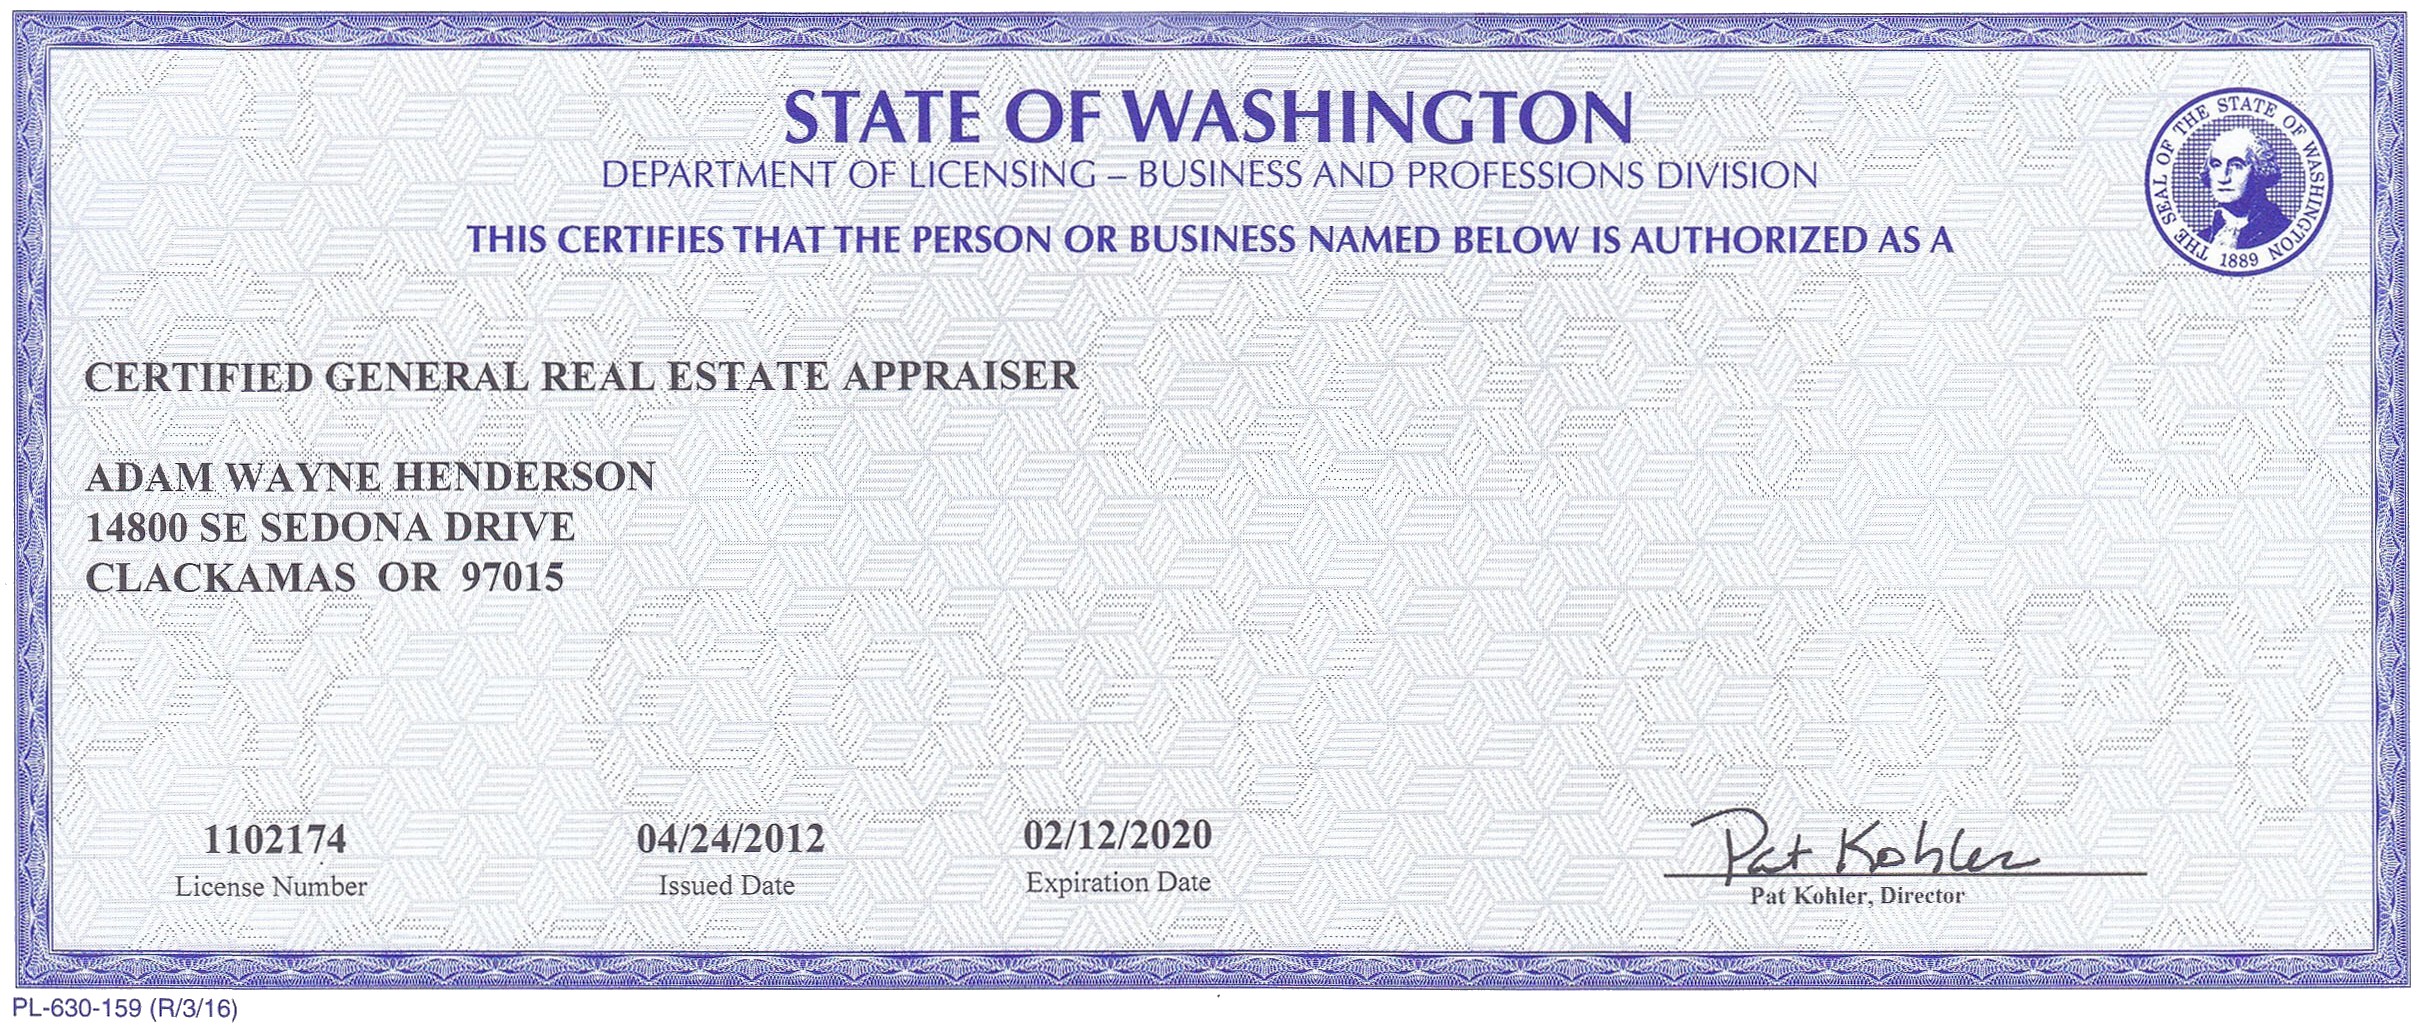 STATE OF WASHINGTON
DEPARTMENT OF LICENSING – BUSINESS AND PROFESSIONS DIVISION
THIS CERTIFIES THAT THE PERSON OR BUSINESS NAMED BELOW IS AUTHORIZED AS A
THE SEAL OF THE STATE OF WASHINGTON
1889
CERTIFIED GENERAL REAL ESTATE APPRAISER
ADAM WAYNE HENDERSON
14800 SE SEDONA DRIVE
CLACKAMAS OR 97015
1102174
License Number
04/24/2012
Issued Date
02/12/2020
Expiration Date
Pat Kohler
Pat Kohler, Director
PL-630-159 (R/3/16)